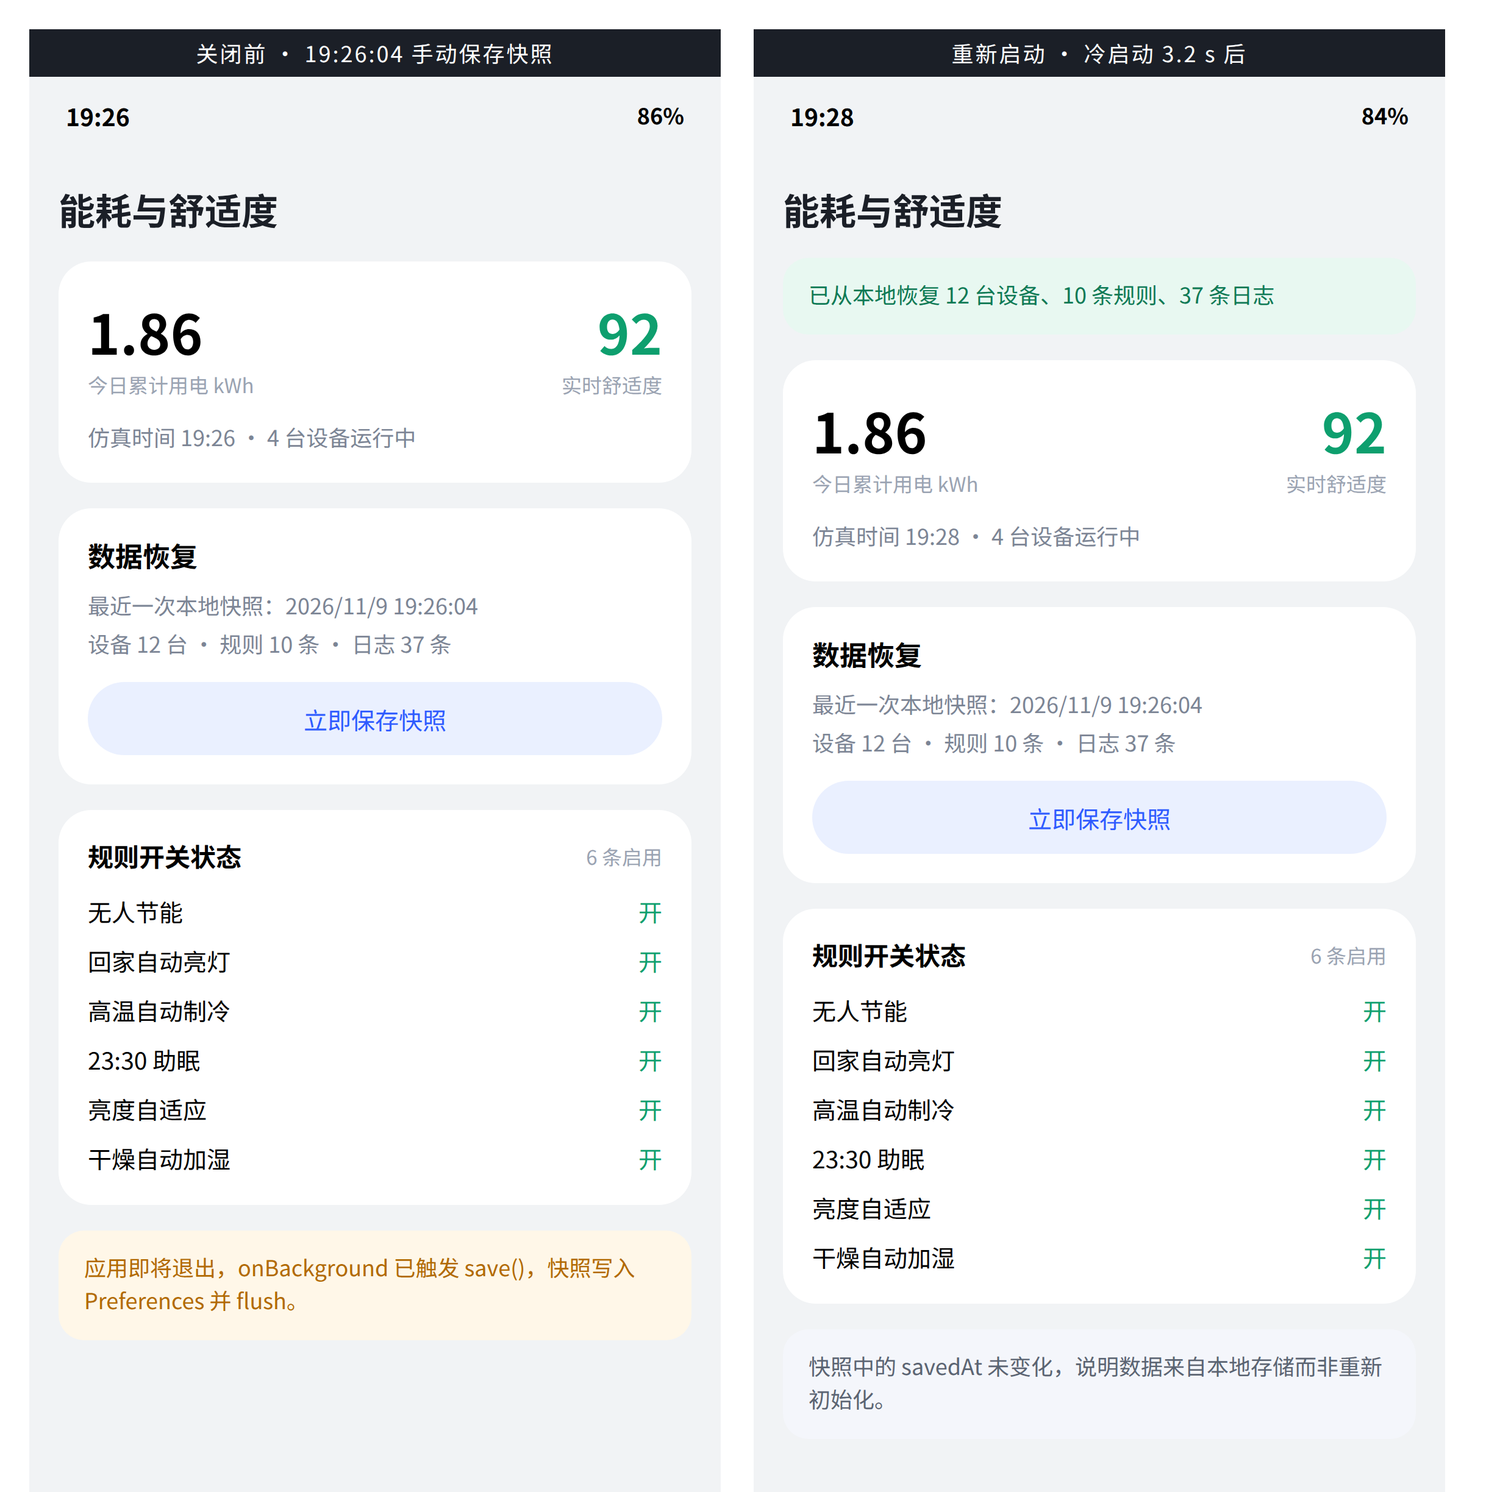 关闭前 · 19:26:04 手动保存快照
19:26
86%
能耗与舒适度
1.86
92
今日累计用电 kWh
实时舒适度
仿真时间 19:26 · 4 台设备运行中
数据恢复
最近一次本地快照：2026/11/9 19:26:04
设备 12 台 · 规则 10 条 · 日志 37 条
立即保存快照
规则开关状态
6 条启用
无人节能
开
回家自动亮灯
开
高温自动制冷
开
23:30 助眠
开
亮度自适应
开
干燥自动加湿
开
应用即将退出，onBackground 已触发 save()，快照写入
Preferences 并 flush。
重新启动 · 冷启动 3.2 s 后
19:28
84%
能耗与舒适度
已从本地恢复 12 台设备、10 条规则、37 条日志
1.86
92
今日累计用电 kWh
实时舒适度
仿真时间 19:28 · 4 台设备运行中
数据恢复
最近一次本地快照：2026/11/9 19:26:04
设备 12 台 · 规则 10 条 · 日志 37 条
立即保存快照
规则开关状态
6 条启用
无人节能
开
回家自动亮灯
开
高温自动制冷
开
23:30 助眠
开
亮度自适应
开
干燥自动加湿
开
快照中的 savedAt 未变化，说明数据来自本地存储而非重新
初始化。